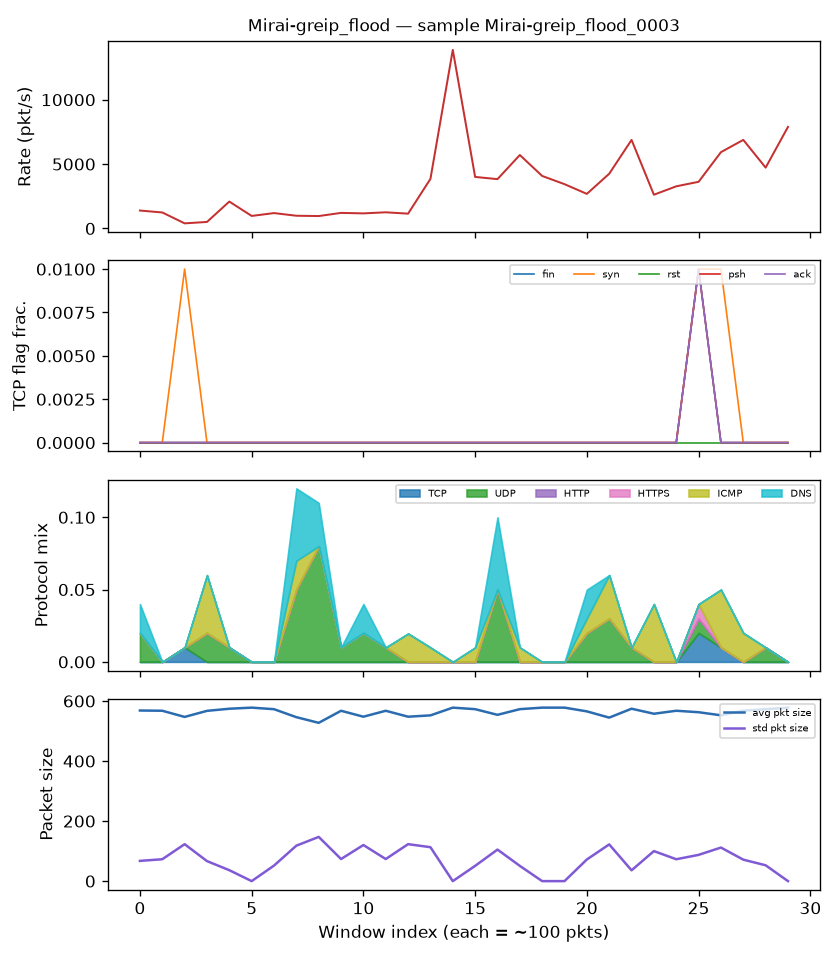 Mirai-greip_flood — sample Mirai-greip_flood_0003
Rate (pkt/s)
10000
5000
0
TCP flag frac.
fin syn rst psh ack
0.0100
0.0075
0.0050
0.0025
0.0000
Protocol mix
TCP UDP HTTP HTTPS ICMP DNS
0.10
0.05
0.00
Packet size
avg pkt size
std pkt size
600
400
200
0
0 5 10 15 20 25 30
Window index (each = ~100 pkts)